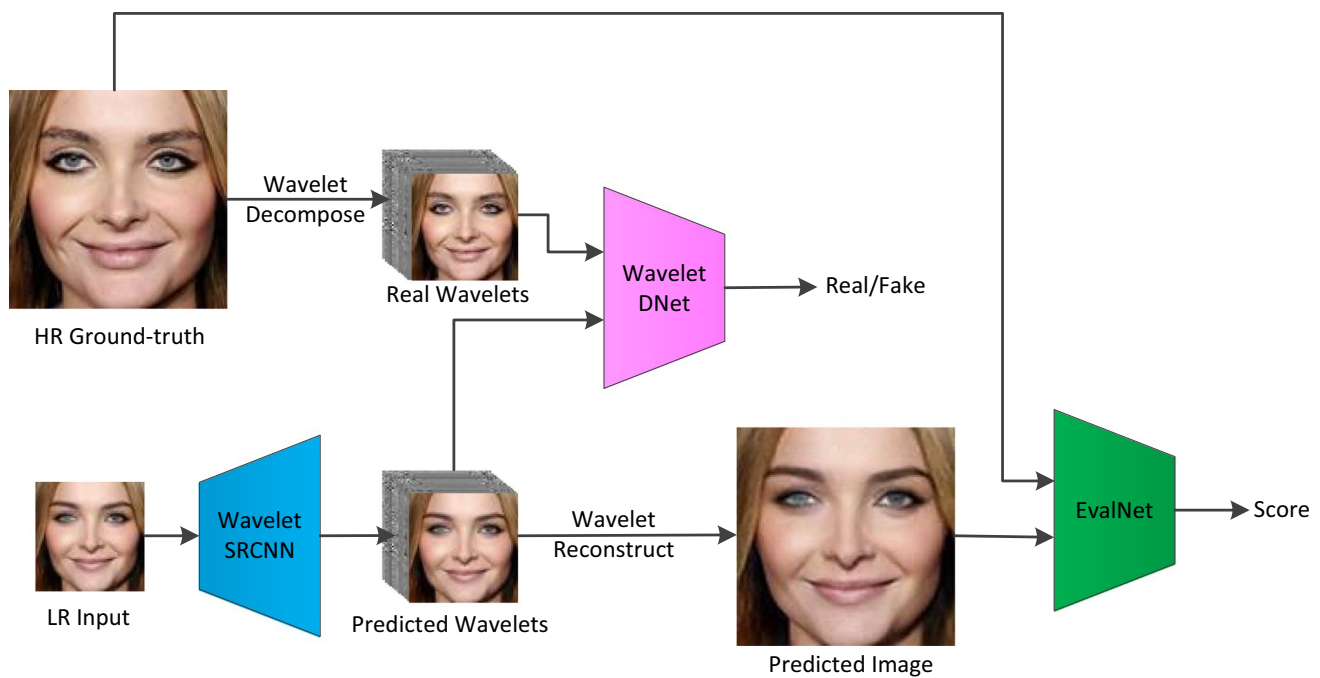 Wavelet
Decompose
Real Wavelets
HR Ground-truth
Wavelet
DNet
Real/Fake
LR Input
Wavelet
SRCNN
Predicted Wavelets
Wavelet
Reconstruct
Predicted Image
EvalNet
Score